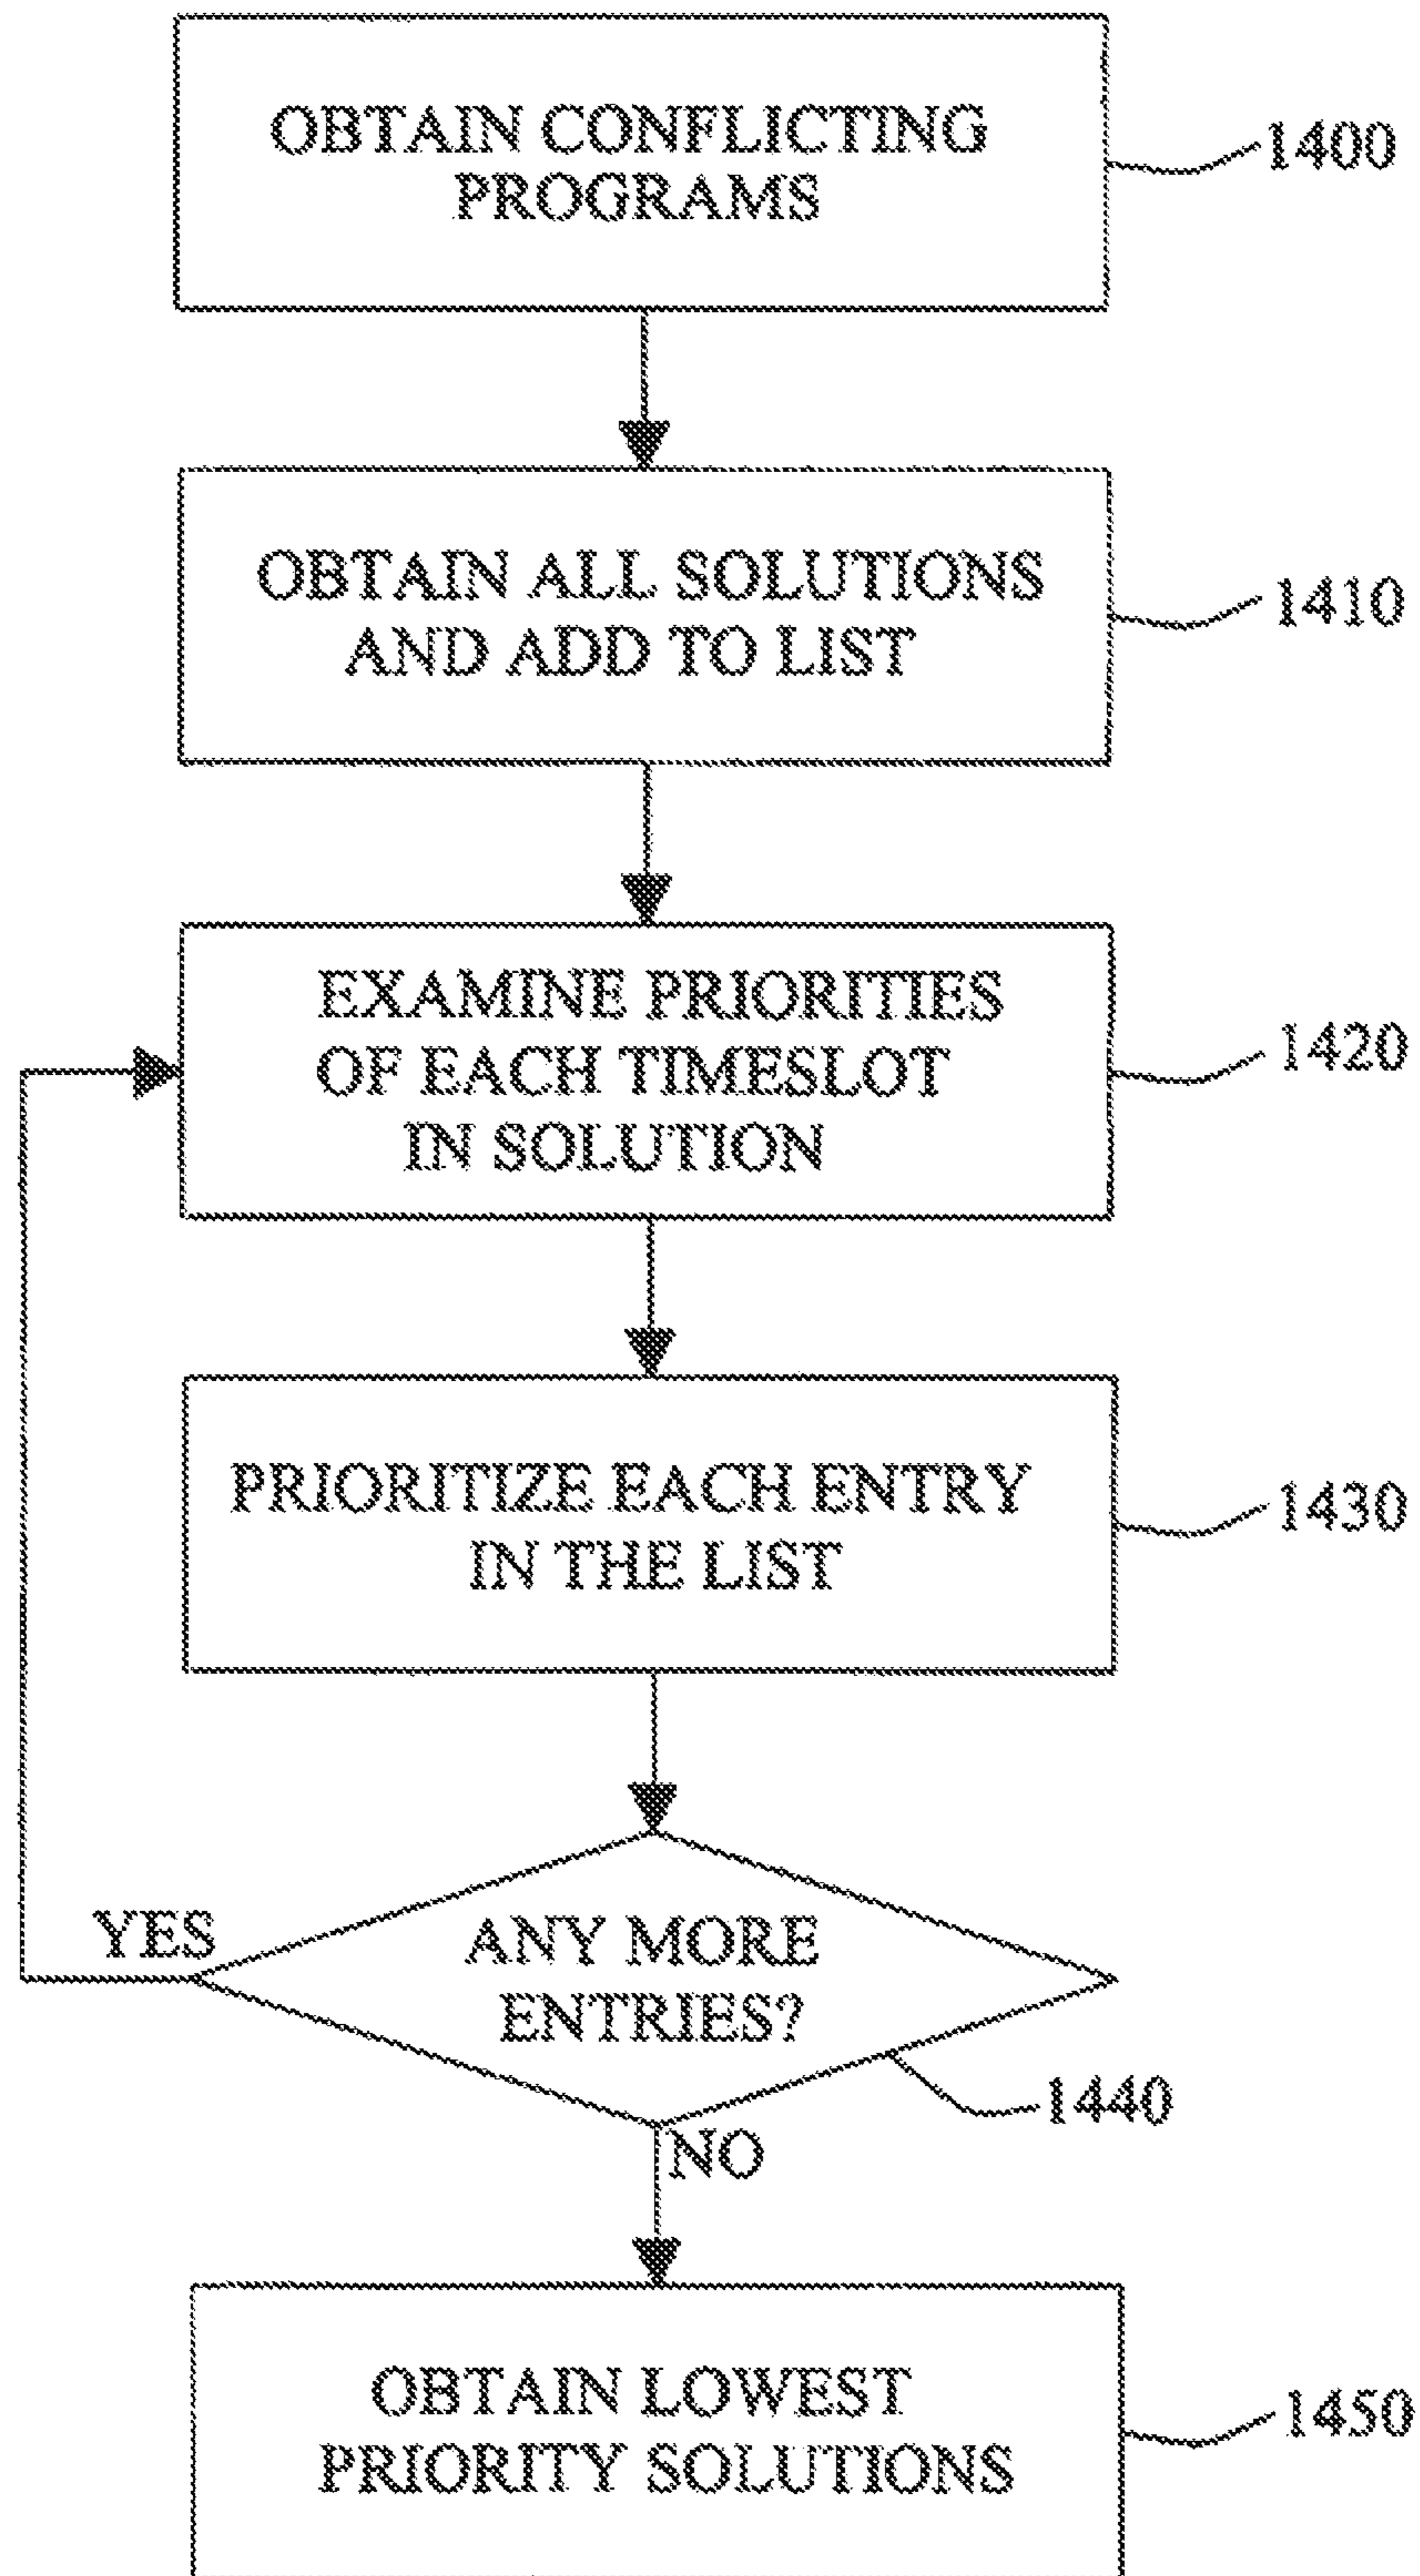 OBTAIN CONFLICTING
PROGRAMS
1400
OBTAIN ALL SOLUTIONS
AND ADD TO LIST
1410
EXAMINE PRIORITIES
OF EACH TIMESLOT
IN SOLUTION
1420
PRIORITIZE EACH ENTRY
IN THE LIST
1430
YES
ANY MORE
ENTRIES?
1440
NO
OBTAIN LOWEST
PRIORITY SOLUTIONS
1450